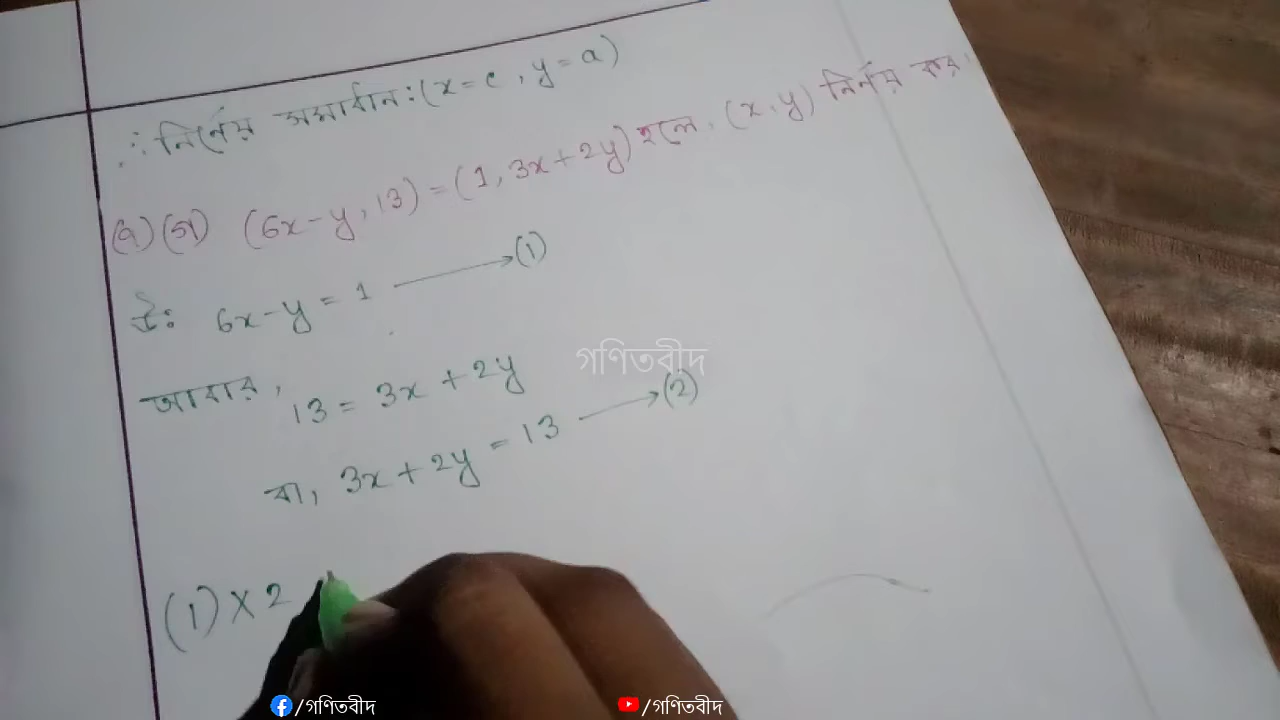 ∴ নির্ণেয় সমাধান: (x = c, y = a)
(৭) (গ) (6x - y, 13) = (1, 3x + 2y) হলে, (x, y) নির্ণয় কর।
উঃ 6x - y = 1 ⟶ (1)
আবার, 13 = 3x + 2y
গণিতবীদ
বা, 3x + 2y = 13 ⟶ (2)
(1) × 2
/গণিতবীদ /গণিতবীদ